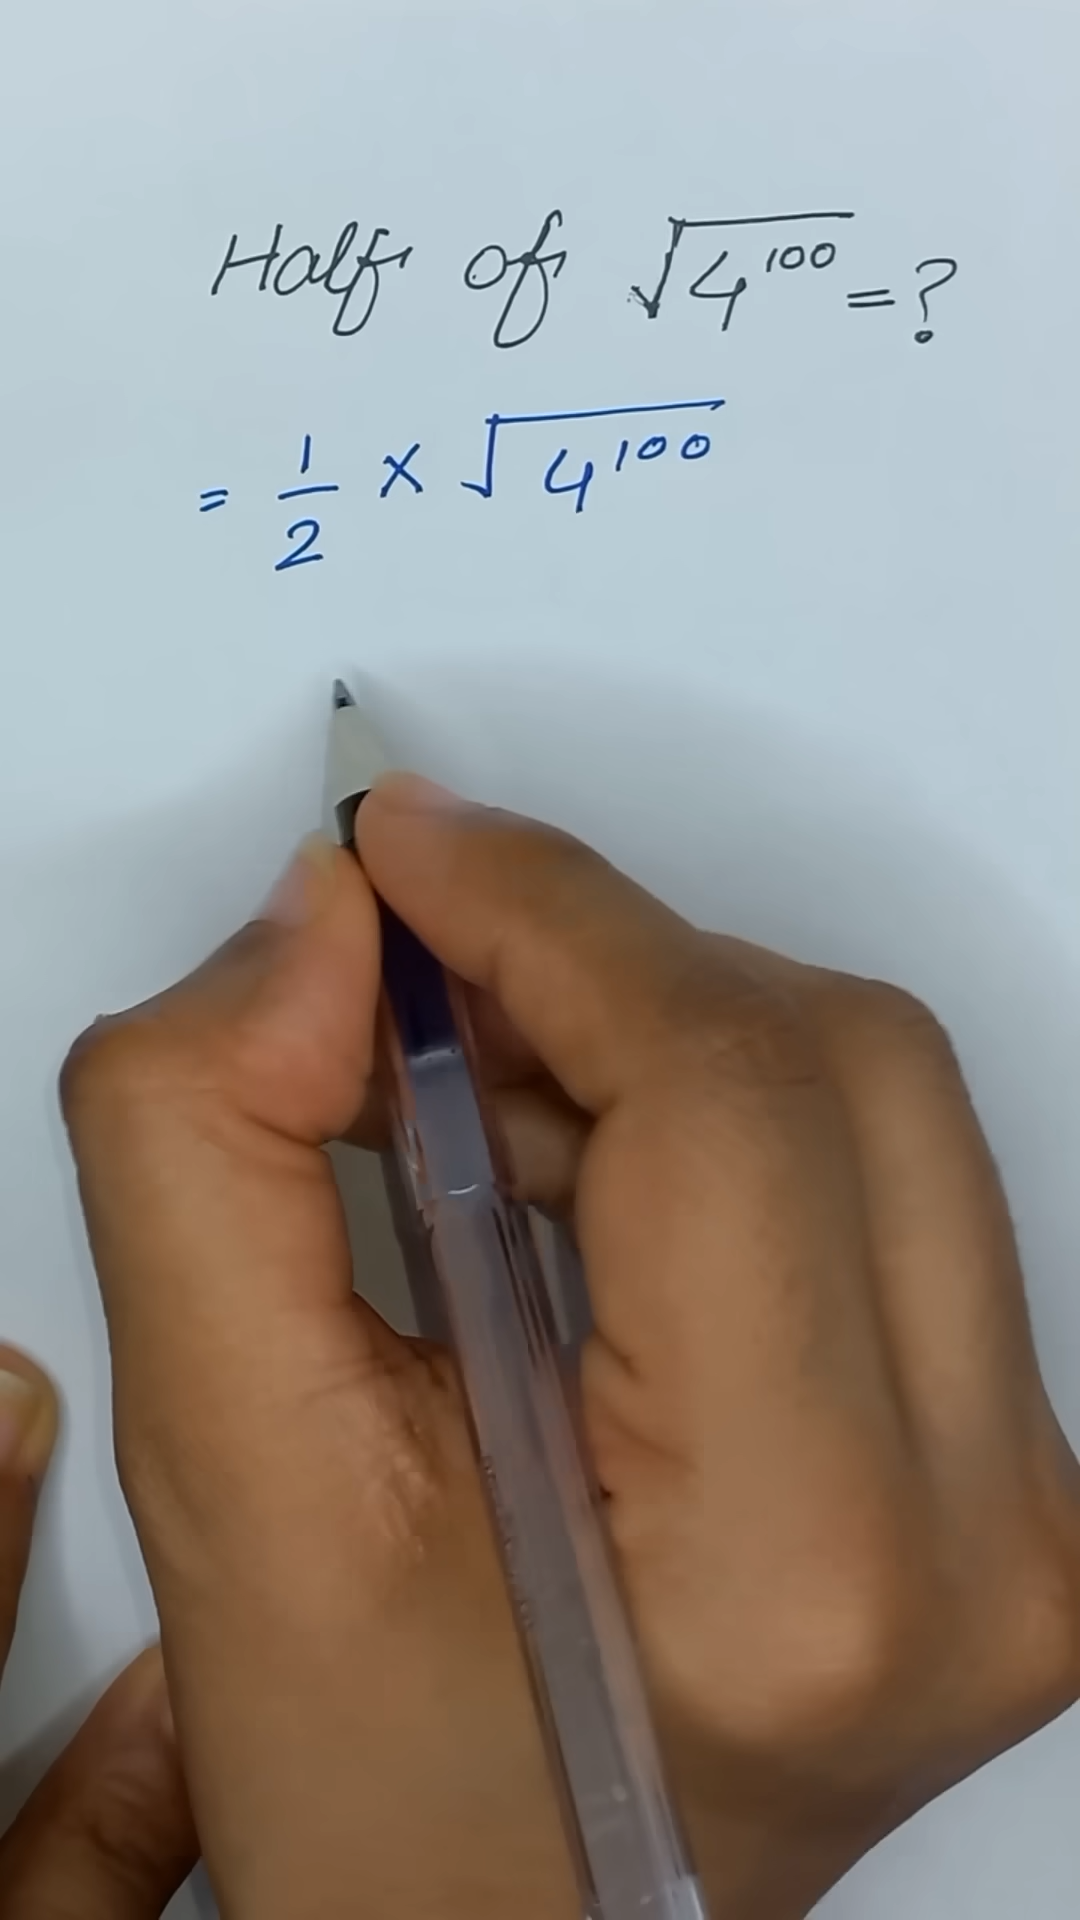 Half of √4¹⁰⁰ = ?
= 1/2 × √4¹⁰⁰